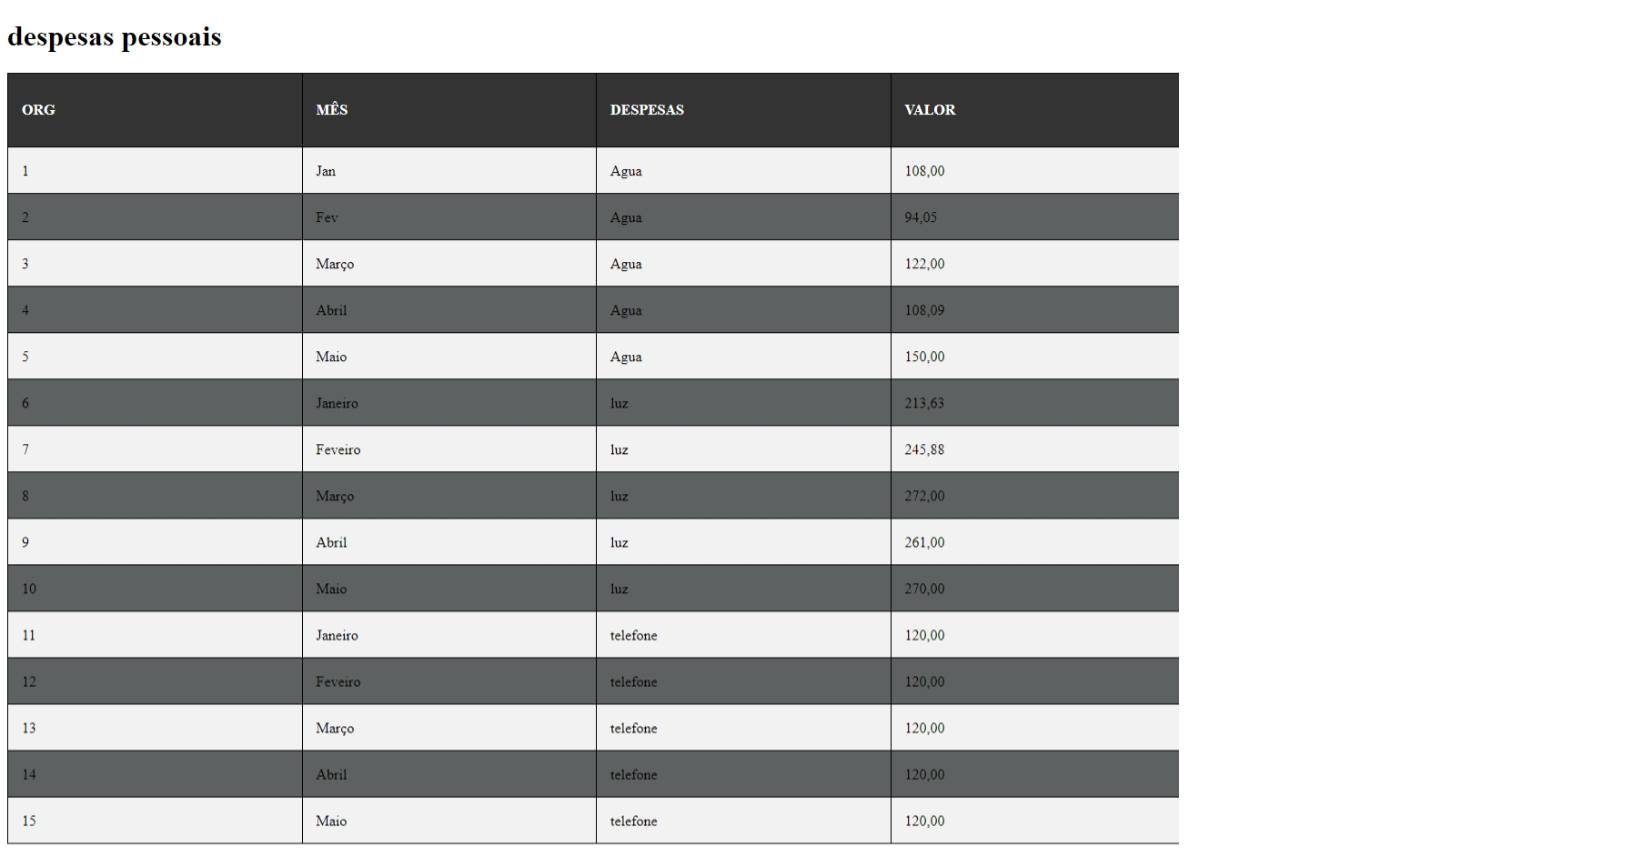 despesas pessoais
ORG MÊS DESPESAS VALOR
1 Jan Agua 108,00
2 Fev Agua 94,05
3 Março Agua 122,00
4 Abril Agua 108,09
5 Maio Agua 150,00
6 Janeiro luz 213,63
7 Feveiro luz 245,88
8 Março luz 272,00
9 Abril luz 261,00
10 Maio luz 270,00
11 Janeiro telefone 120,00
12 Feveiro telefone 120,00
13 Março telefone 120,00
14 Abril telefone 120,00
15 Maio telefone 120,00